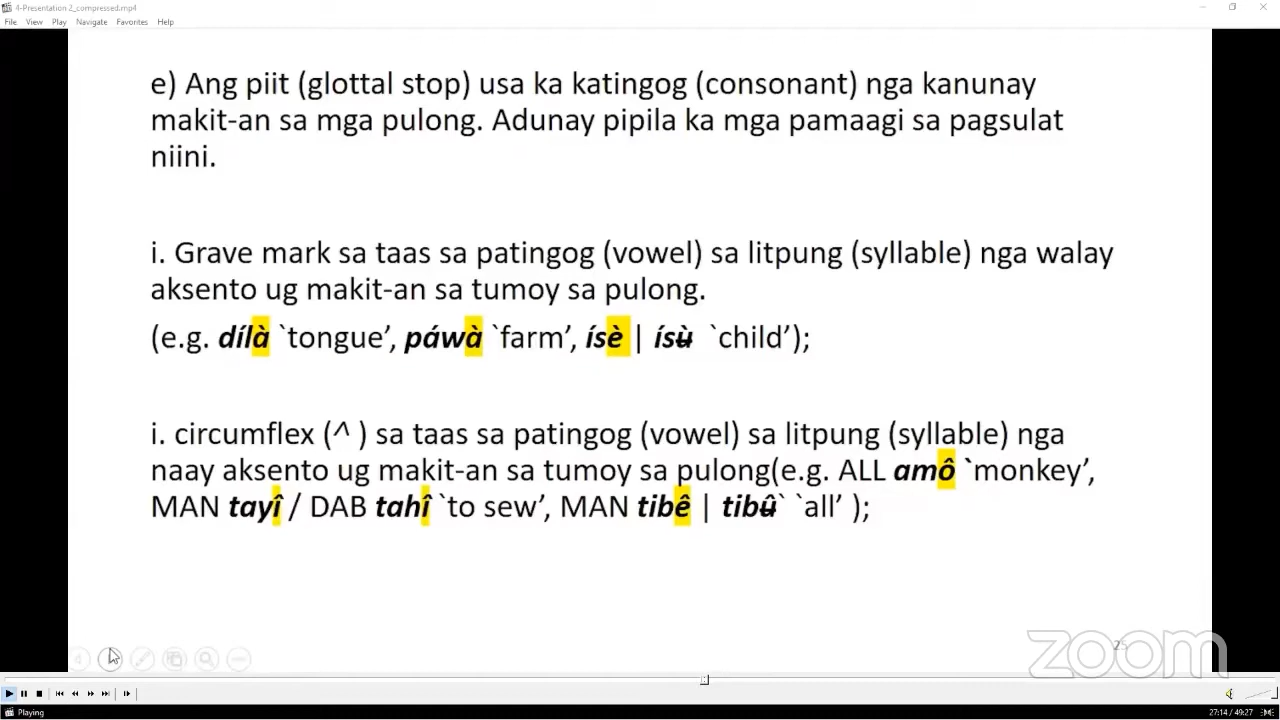 4-Presentation 2_compressed.mp4
File View Play Navigate Favorites Help
e) Ang piit (glottal stop) usa ka katingog (consonant) nga kanunay
makit-an sa mga pulong. Adunay pipila ka mga pamaagi sa pagsulat
niini.
i. Grave mark sa taas sa patingog (vowel) sa litpung (syllable) nga walay
aksento ug makit-an sa tumoy sa pulong.
(e.g. dílà `tongue’, páwà `farm’, ísè | ísʉ̀ `child’);
i. circumflex (^ ) sa taas sa patingog (vowel) sa litpung (syllable) nga
naay aksento ug makit-an sa tumoy sa pulong(e.g. ALL amô `monkey’,
MAN tayî / DAB tahî `to sew’, MAN tibê | tibʉ̂` `all’ );
25
zoom
Playing
27:14 / 49:27